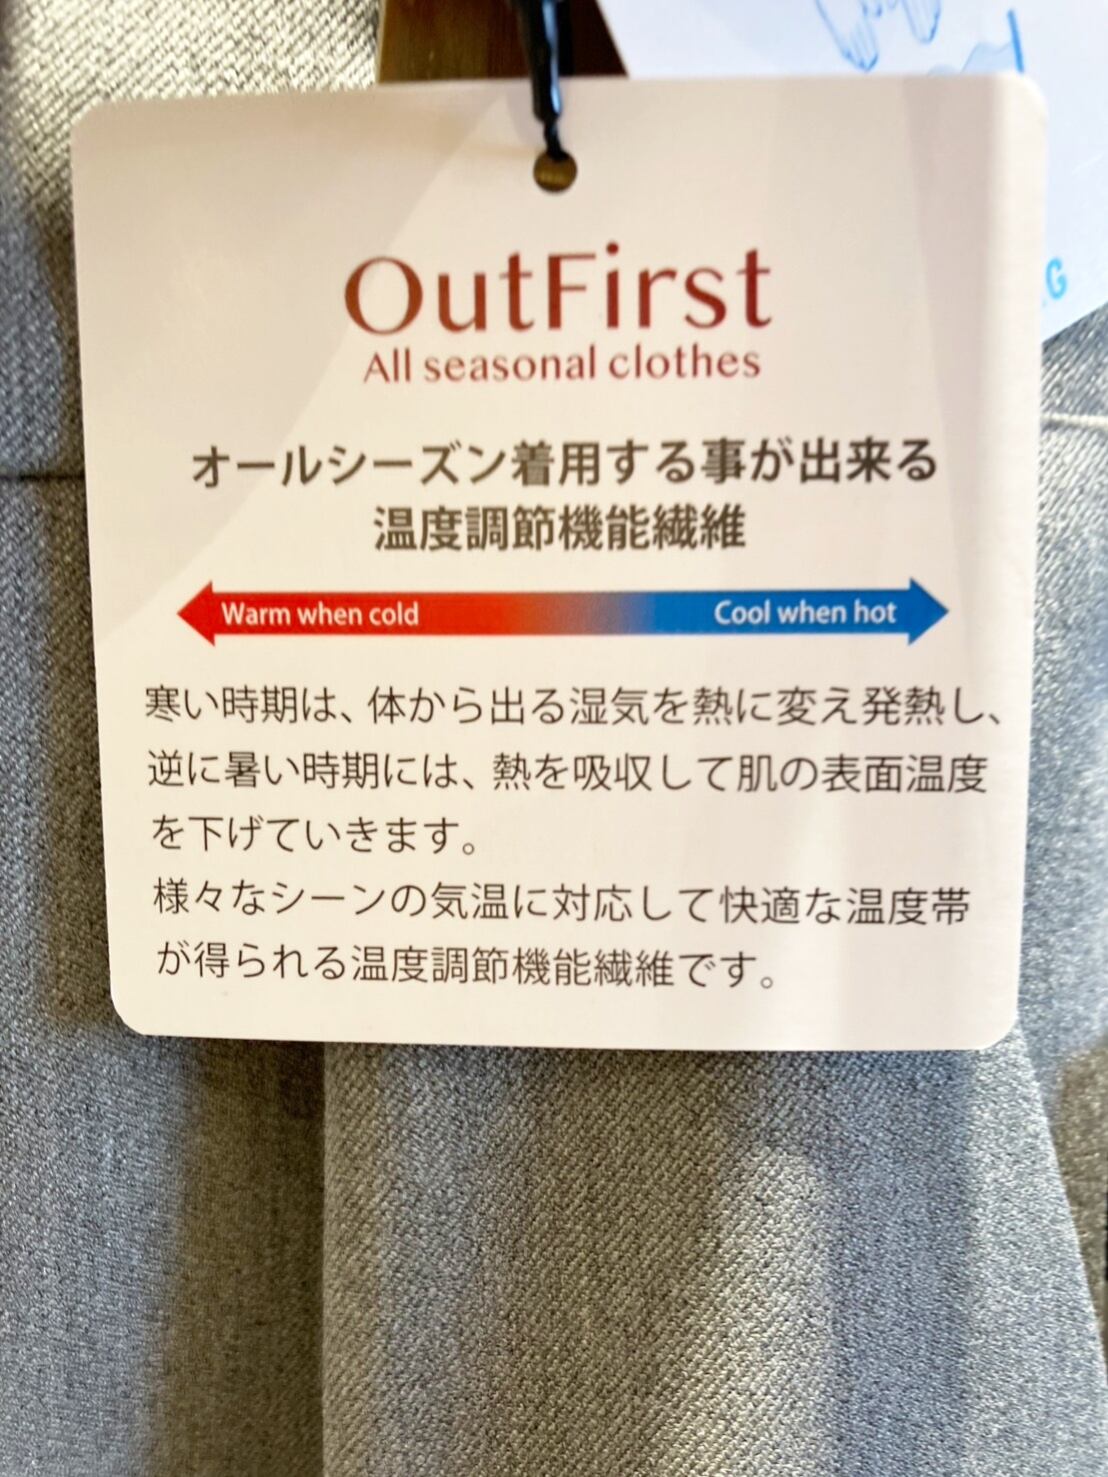 OutFirst
All seasonal clothes
オールシーズン着用する事が出来る
温度調節機能繊維
Warm when cold
Cool when hot
寒い時期は、体から出る湿気を熱に変え発熱し、
逆に暑い時期には、熱を吸収して肌の表面温度
を下げていきます。
様々なシーンの気温に対応して快適な温度帯
が得られる温度調節機能繊維です。
G